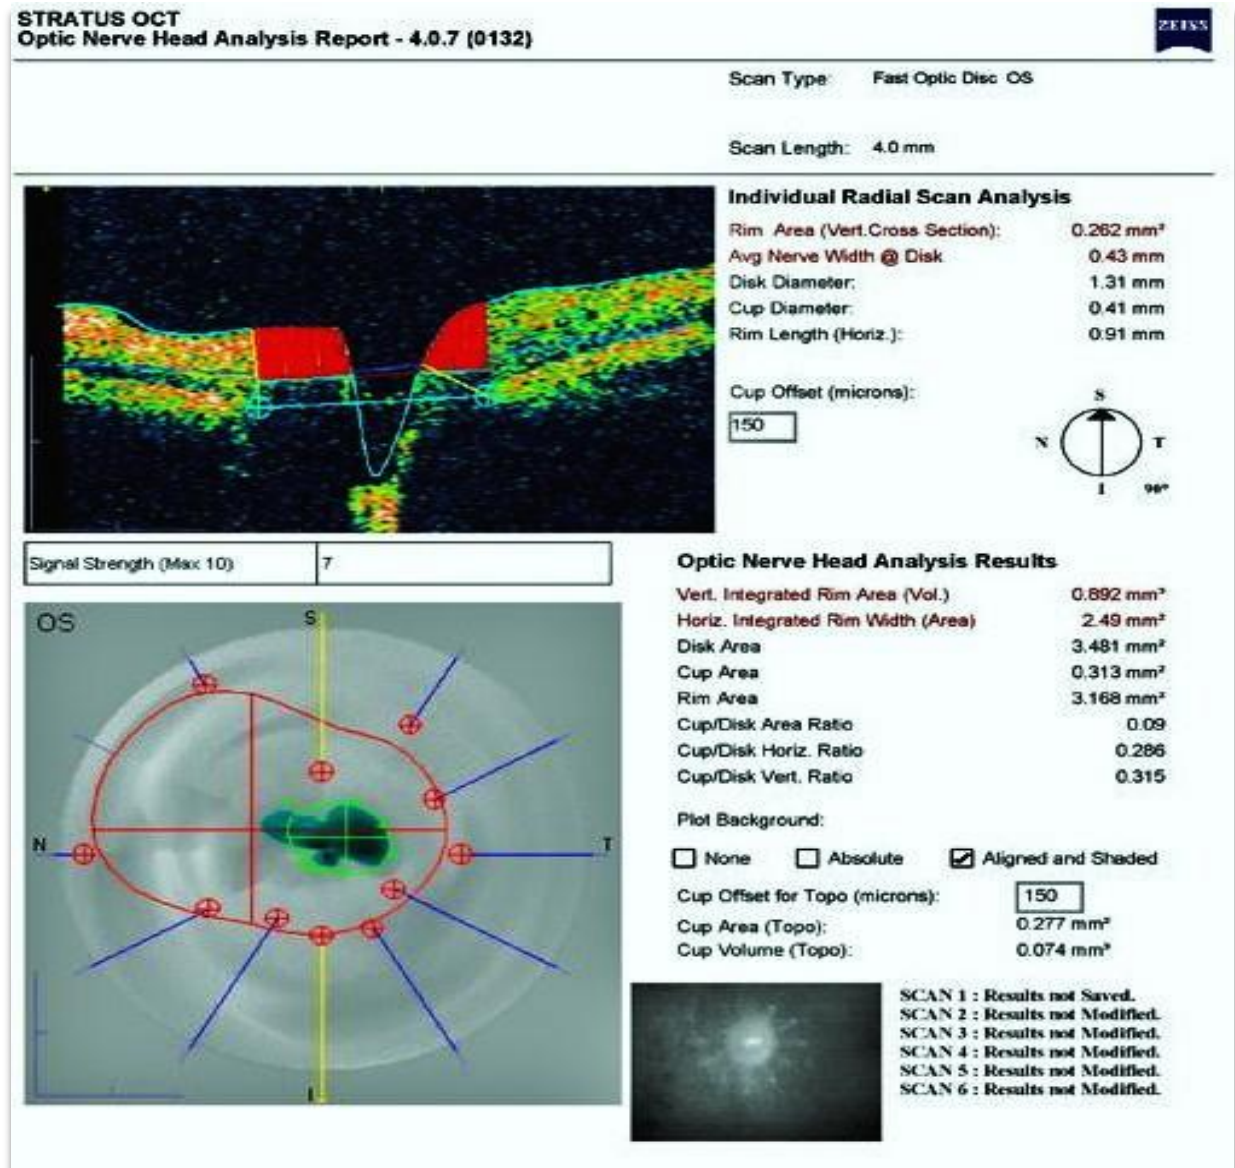 STRATUS OCT
Optic Nerve Head Analysis Report - 4.0.7 (0132)
ZEISS
Scan Type: Fast Optic Disc OS
Scan Length: 4.0 mm
Individual Radial Scan Analysis
Rim Area (Vert.Cross Section): 0.262 mm²
Avg Nerve Width @ Disk 0.43 mm
Disk Diameter: 1.31 mm
Cup Diameter: 0.41 mm
Rim Length (Horiz.): 0.91 mm
Cup Offset (microns):
150
S
N T
I 90°
Signal Strength (Max 10) 7
OS
S
N T
I
Optic Nerve Head Analysis Results
Vert. Integrated Rim Area (Vol.) 0.892 mm³
Horiz. Integrated Rim Width (Area) 2.49 mm²
Disk Area 3.481 mm²
Cup Area 0.313 mm²
Rim Area 3.168 mm²
Cup/Disk Area Ratio 0.09
Cup/Disk Horiz. Ratio 0.286
Cup/Disk Vert. Ratio 0.315
Plot Background:
None Absolute Aligned and Shaded
Cup Offset for Topo (microns): 150
Cup Area (Topo): 0.277 mm²
Cup Volume (Topo): 0.074 mm³
SCAN 1 : Results not Saved.
SCAN 2 : Results not Modified.
SCAN 3 : Results not Modified.
SCAN 4 : Results not Modified.
SCAN 5 : Results not Modified.
SCAN 6 : Results not Modified.